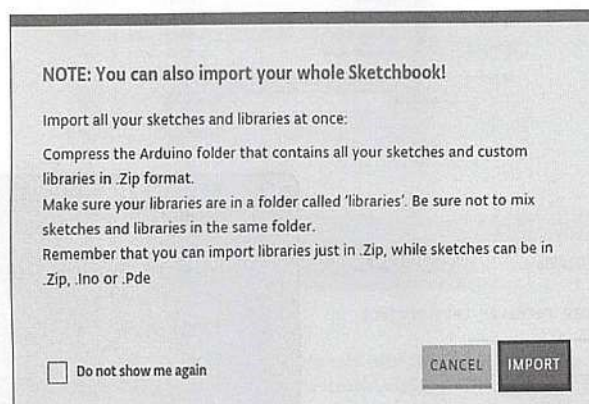 NOTE: You can also import your whole Sketchbook!
Import all your sketches and libraries at once:
Compress the Arduino folder that contains all your sketches and custom
libraries in .Zip format.
Make sure your libraries are in a folder called 'libraries'. Be sure not to mix
sketches and libraries in the same folder.
Remember that you can import libraries just in .Zip, while sketches can be in
.Zip, .Ino or .Pde
Do not show me again
CANCEL
IMPORT